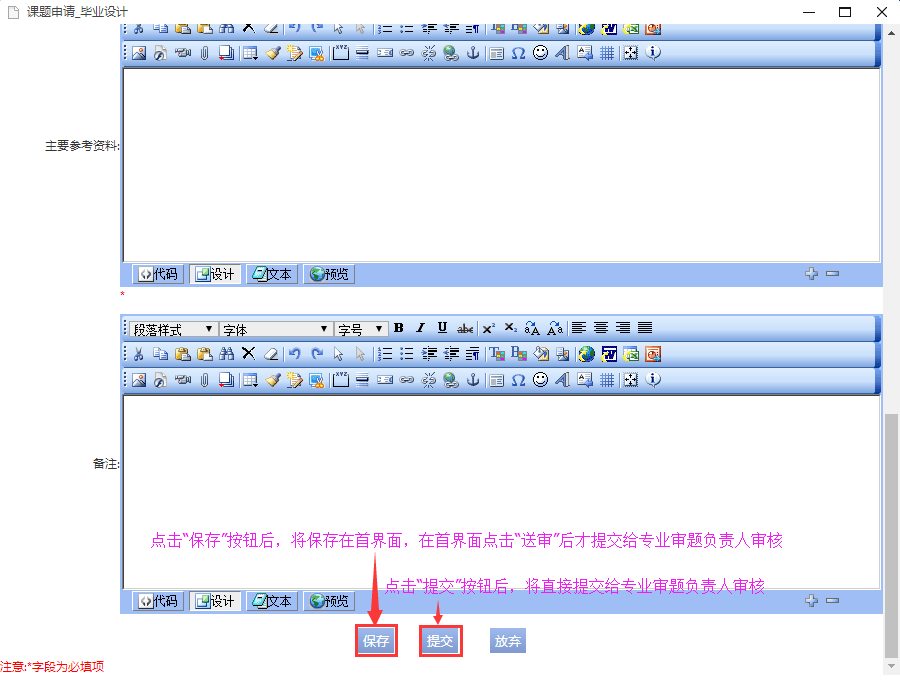 课题申请_毕业设计
主要参考资料:
代码 设计 文本 预览
*
段落样式 字体 字号 B I U abc x² x₂
备注:
点击“保存”按钮后，将保存在首界面，在首界面点击“送审”后才提交给专业审题负责人审核
点击“提交”按钮后，将直接提交给专业审题负责人审核
代码 设计 文本 预览
保存 提交 放弃
注意:*字段为必填项